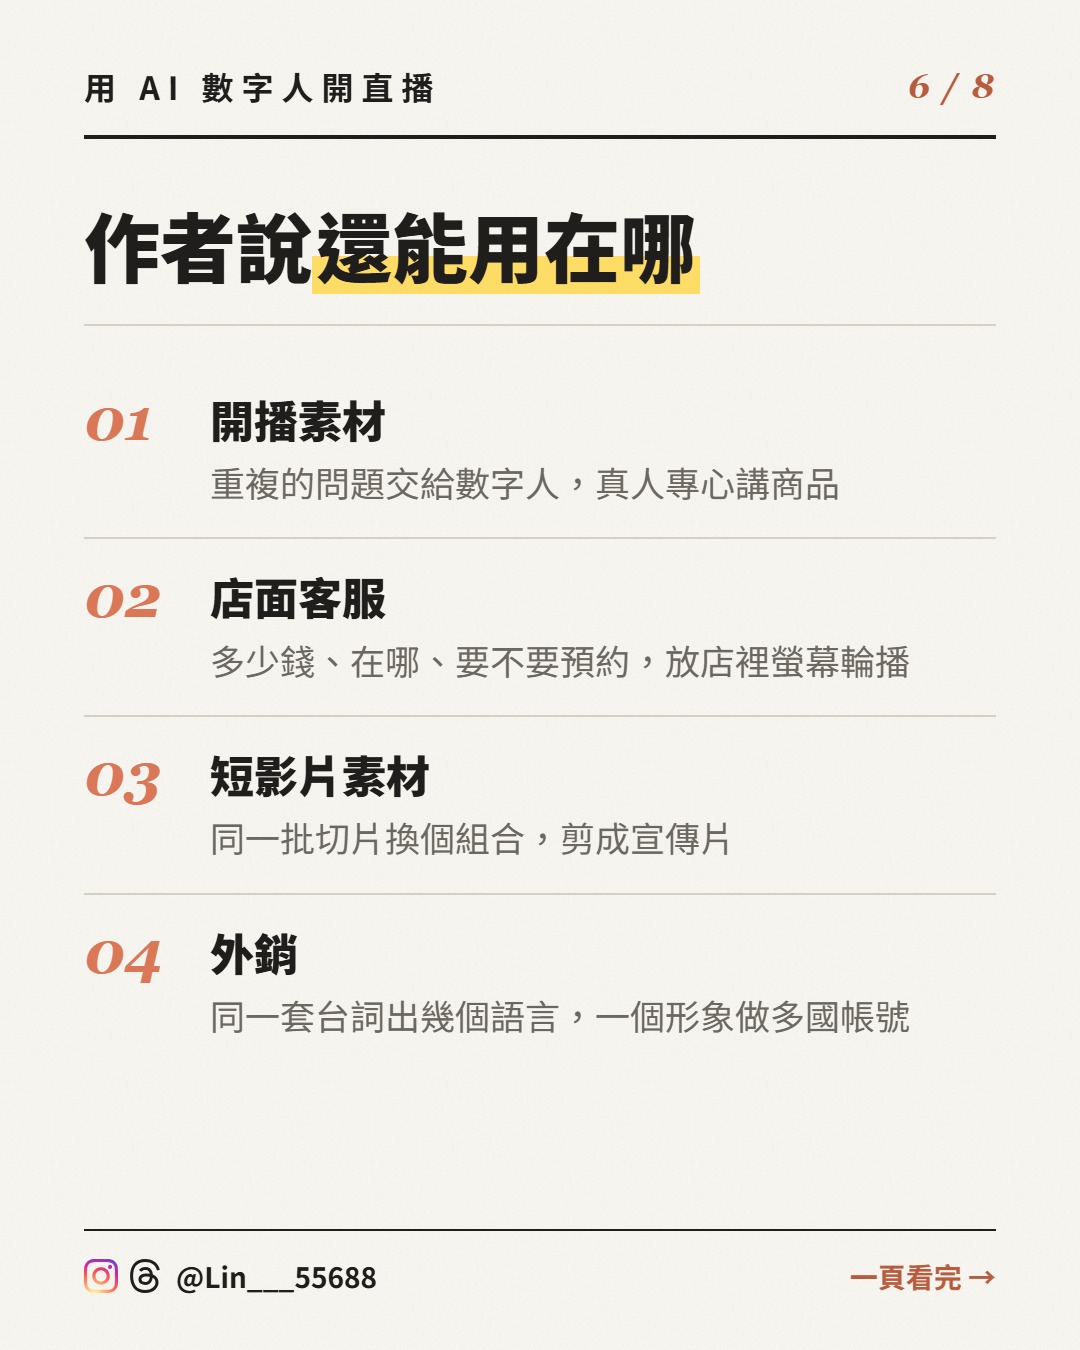 用 AI 數字人開直播
6 / 8
作者說還能用在哪
01 開播素材
重複的問題交給數字人，真人專心講商品
02 店面客服
多少錢、在哪、要不要預約，放店裡螢幕輪播
03 短影片素材
同一批切片換個組合，剪成宣傳片
04 外銷
同一套台詞出幾個語言，一個形象做多國帳號
@Lin___55688
一頁看完 →